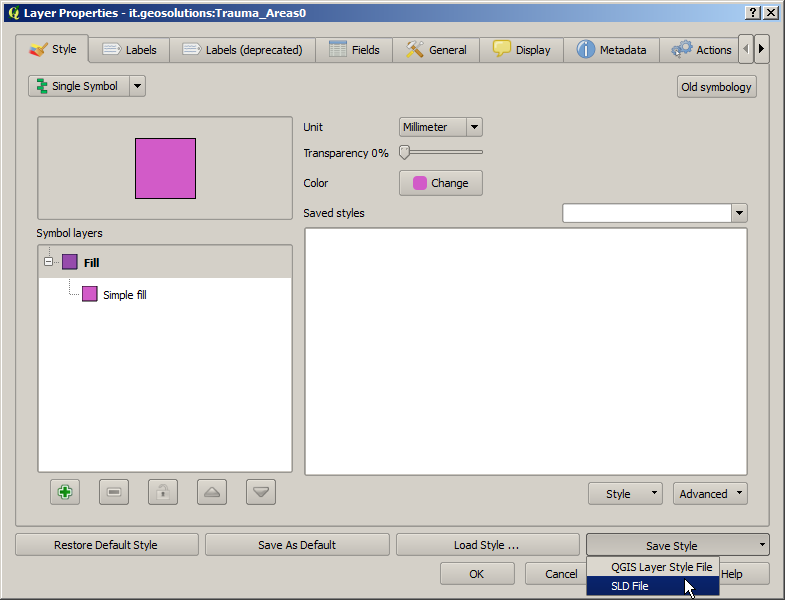 Layer Properties - it.geosolutions:Trauma_Areas0
Style Labels Labels (deprecated) Fields General Display Metadata Actions
Single Symbol Old symbology
Unit Millimeter
Transparency 0%
Color Change
Saved styles
Symbol layers
Fill
Simple fill
Style Advanced
Restore Default Style Save As Default Load Style ... Save Style
OK Cancel Help
QGIS Layer Style File
SLD File